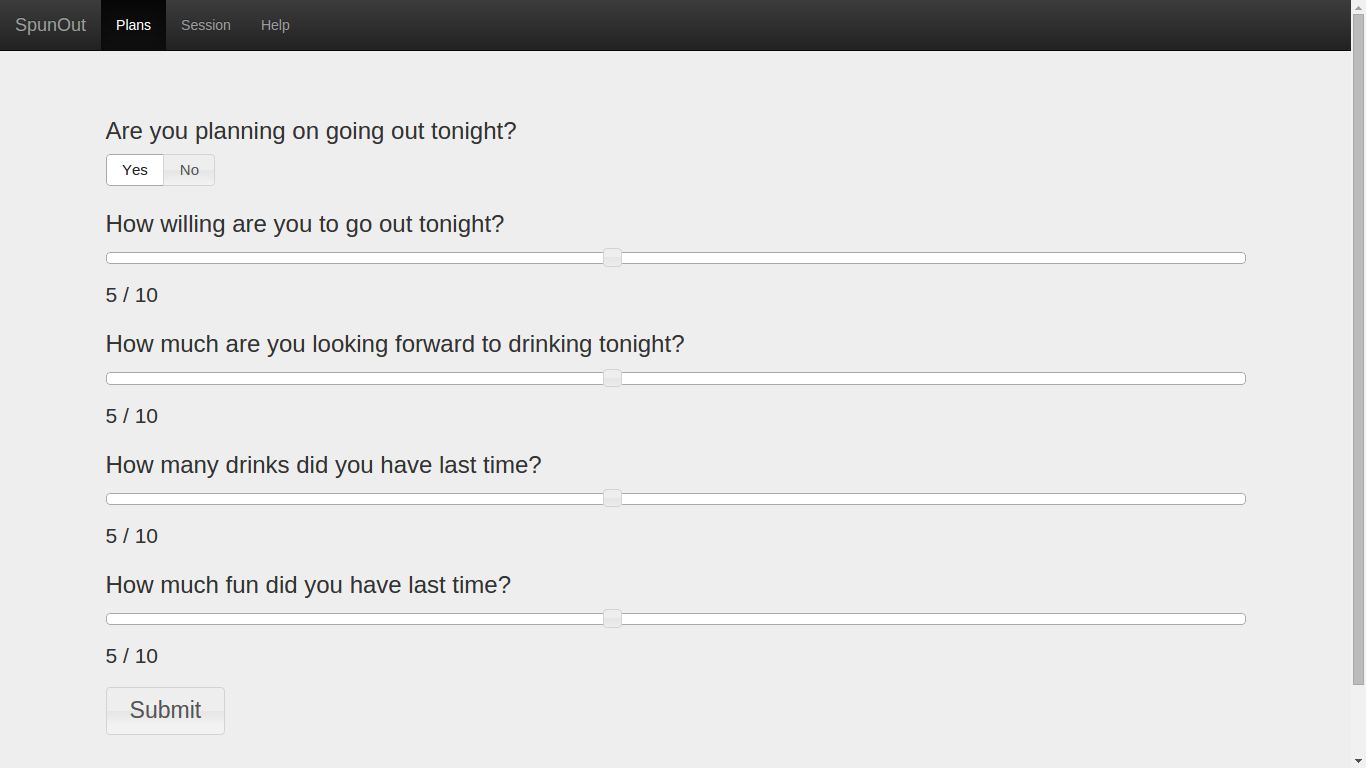 SpunOut Plans Session Help
Are you planning on going out tonight?
Yes No
How willing are you to go out tonight?
5 / 10
How much are you looking forward to drinking tonight?
5 / 10
How many drinks did you have last time?
5 / 10
How much fun did you have last time?
5 / 10
Submit